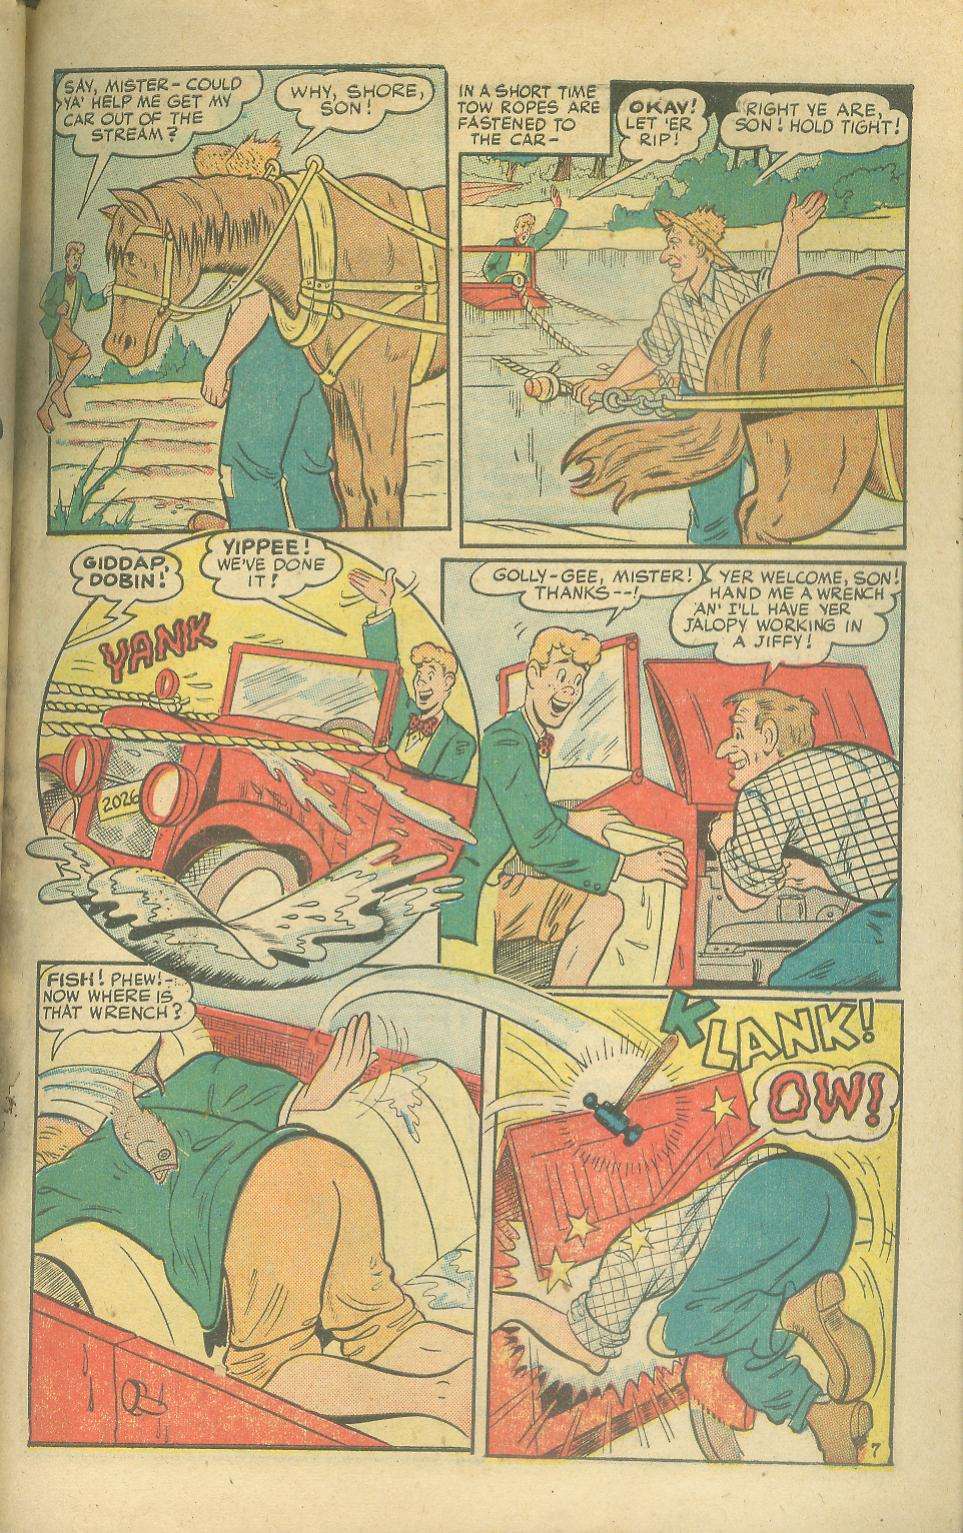 SAY, MISTER- COULD
YA' HELP ME GET MY
CAR OUT OF THE
STREAM?
WHY, SHORE,
SON!
IN A SHORT TIME
TOW ROPES ARE
FASTENED TO
THE CAR-
OKAY!
LET 'ER
RIP!
RIGHT YE ARE,
SON! HOLD TIGHT!
GIDDAP,
DOBIN!
YIPPEE!
WE'VE DONE
IT!
YANK
2026
GOLLY-GEE, MISTER!
THANKS--!
YER WELCOME, SON!
HAND ME A WRENCH
AN' I'LL HAVE YER
JALOPY WORKING IN
A JIFFY!
FISH! PHEW!-
NOW WHERE IS
THAT WRENCH?
KLANK!
OW!
7